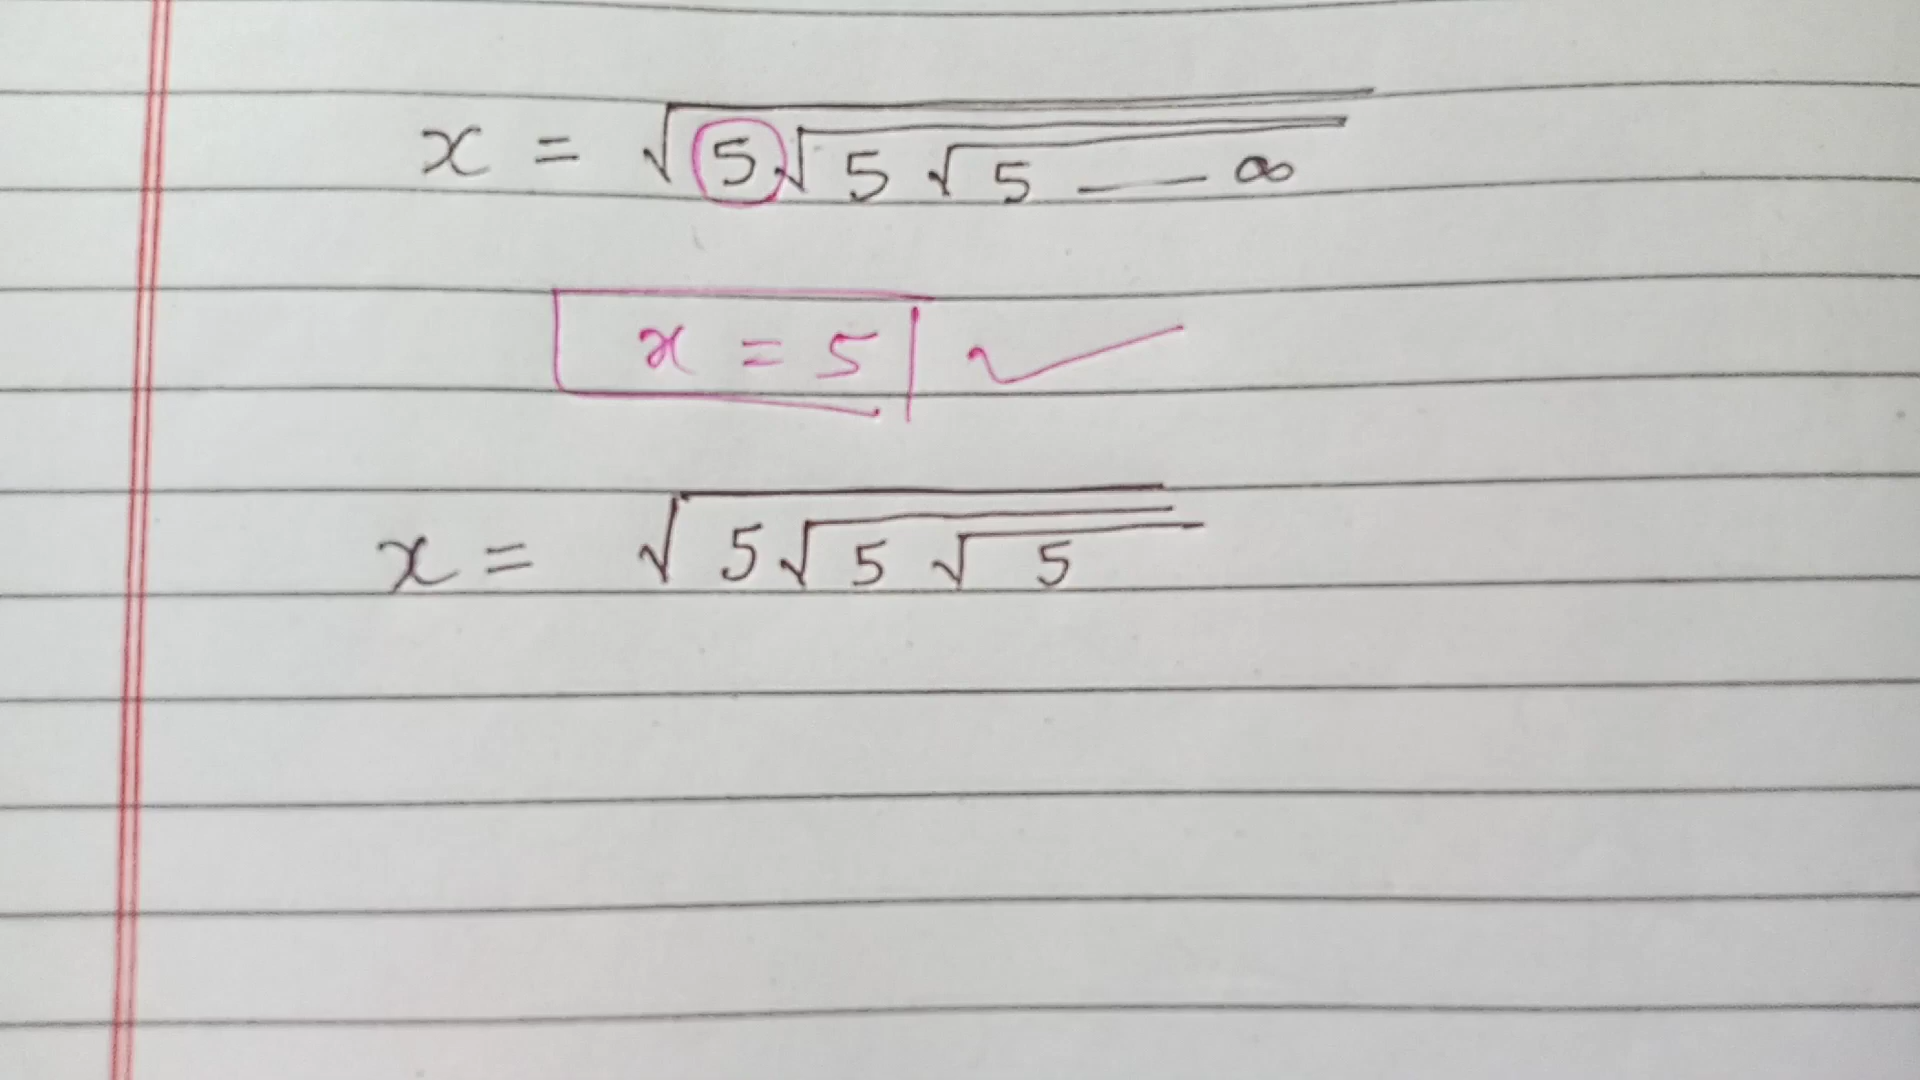 x = √5√5√5 — — ∞
x = 5 ✓
x = √5√5√5